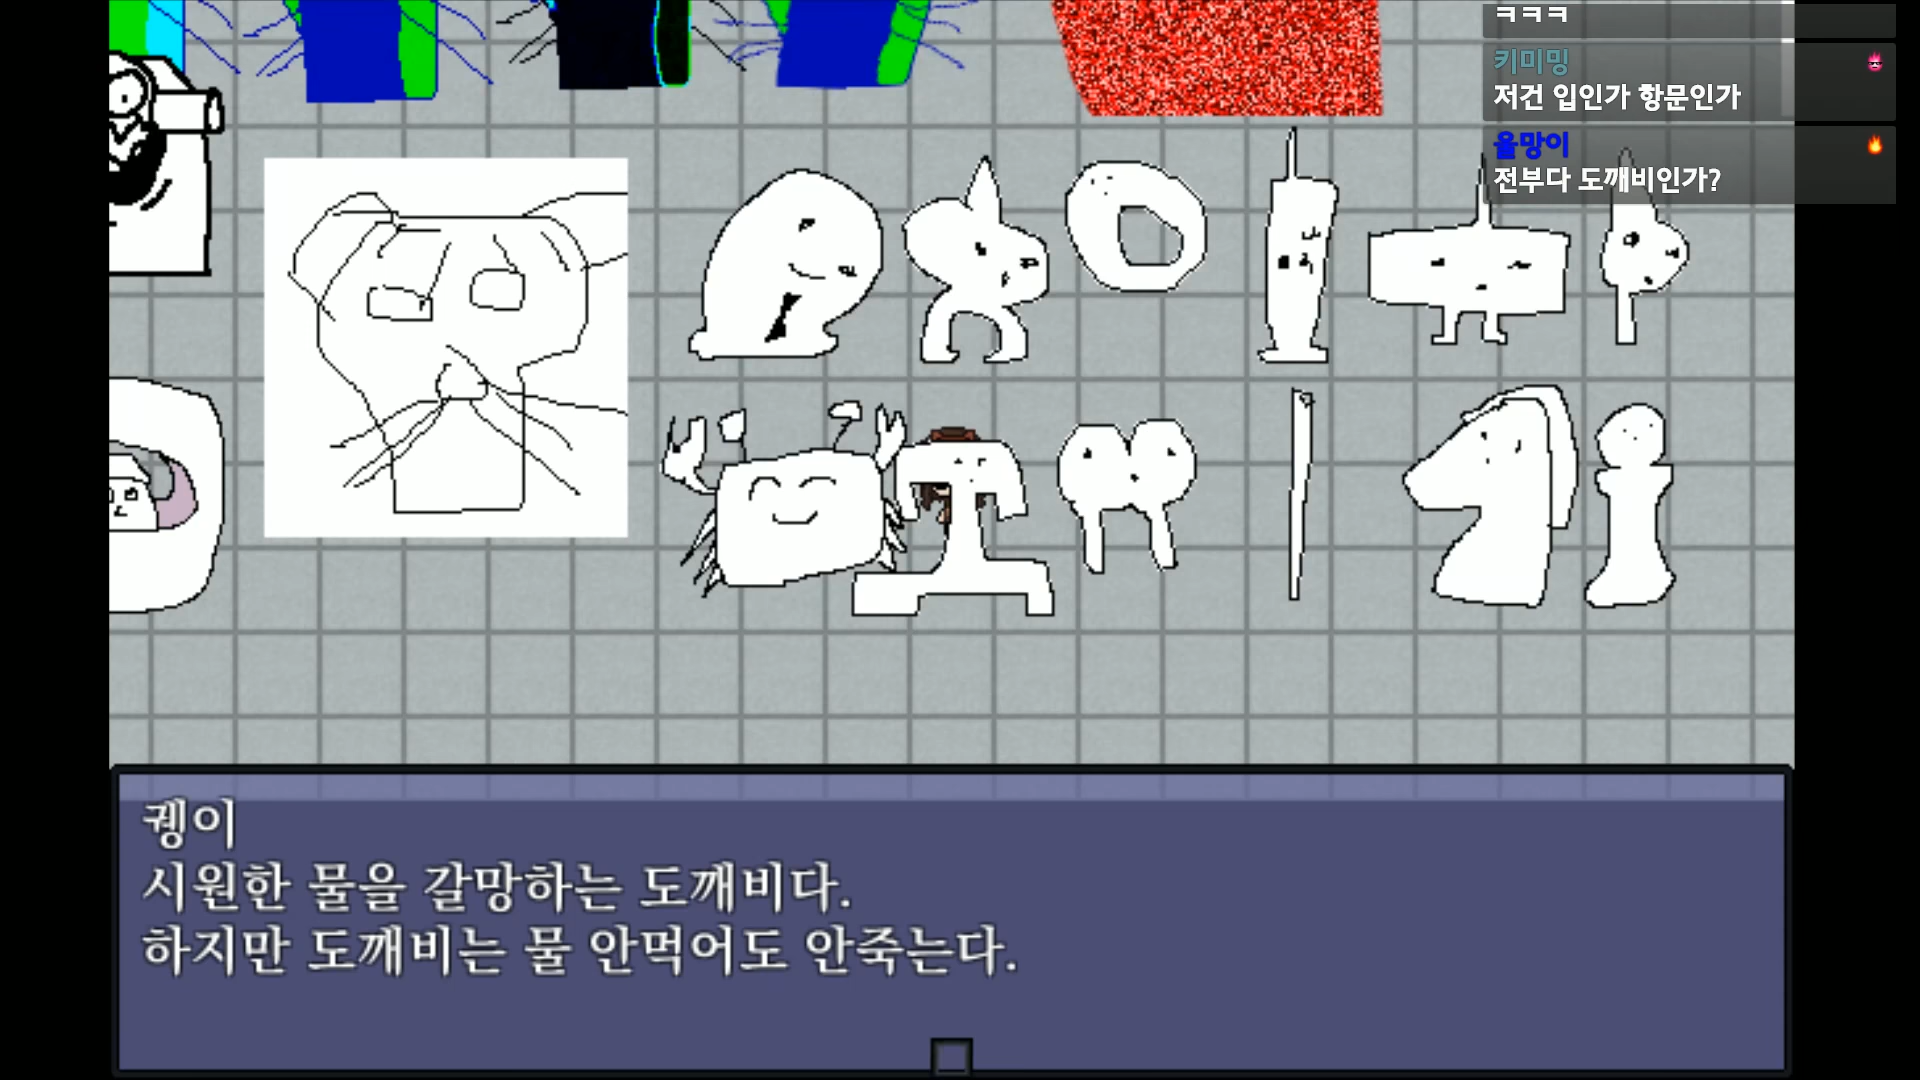 ㅋㅋㅋ
키미밍
저건 입인가 항문인가
율망이
전부다 도깨비인가?
궹이
시원한 물을 갈망하는 도깨비다.
하지만 도깨비는 물 안먹어도 안죽는다.